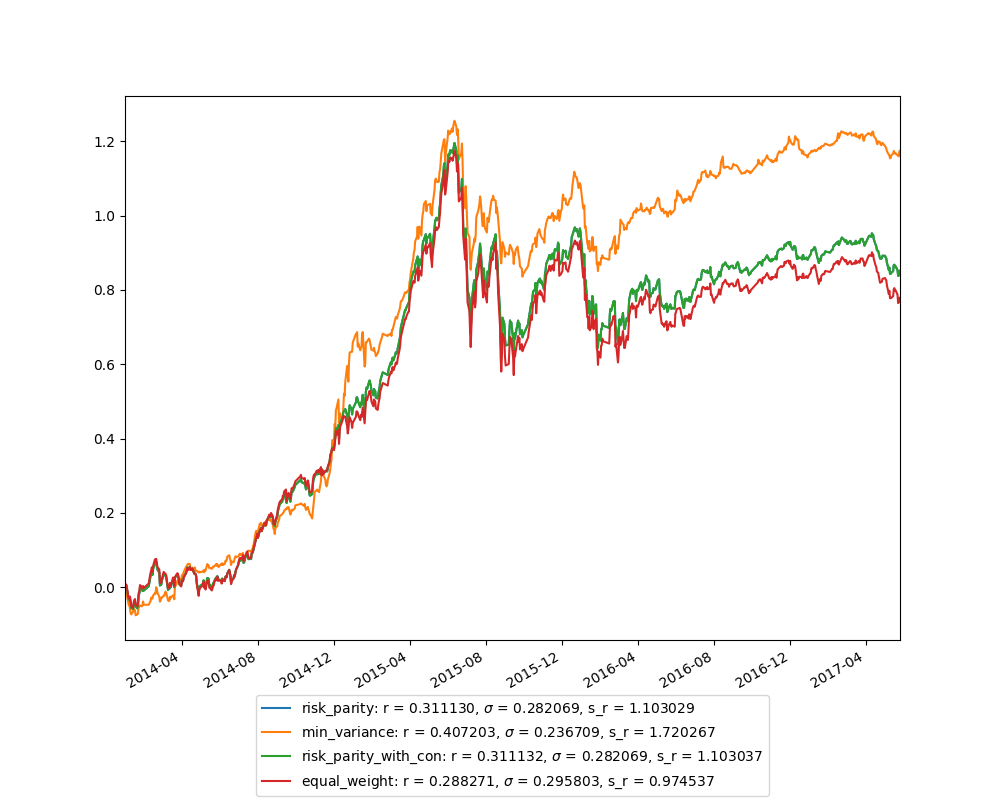 1.2
1.0
0.8
0.6
0.4
0.2
0.0
2014-04 2014-08 2014-12 2015-04 2015-08 2015-12 2016-04 2016-08 2016-12 2017-04
risk_parity: r = 0.311130, σ = 0.282069, s_r = 1.103029
min_variance: r = 0.407203, σ = 0.236709, s_r = 1.720267
risk_parity_with_con: r = 0.311132, σ = 0.282069, s_r = 1.103037
equal_weight: r = 0.288271, σ = 0.295803, s_r = 0.974537